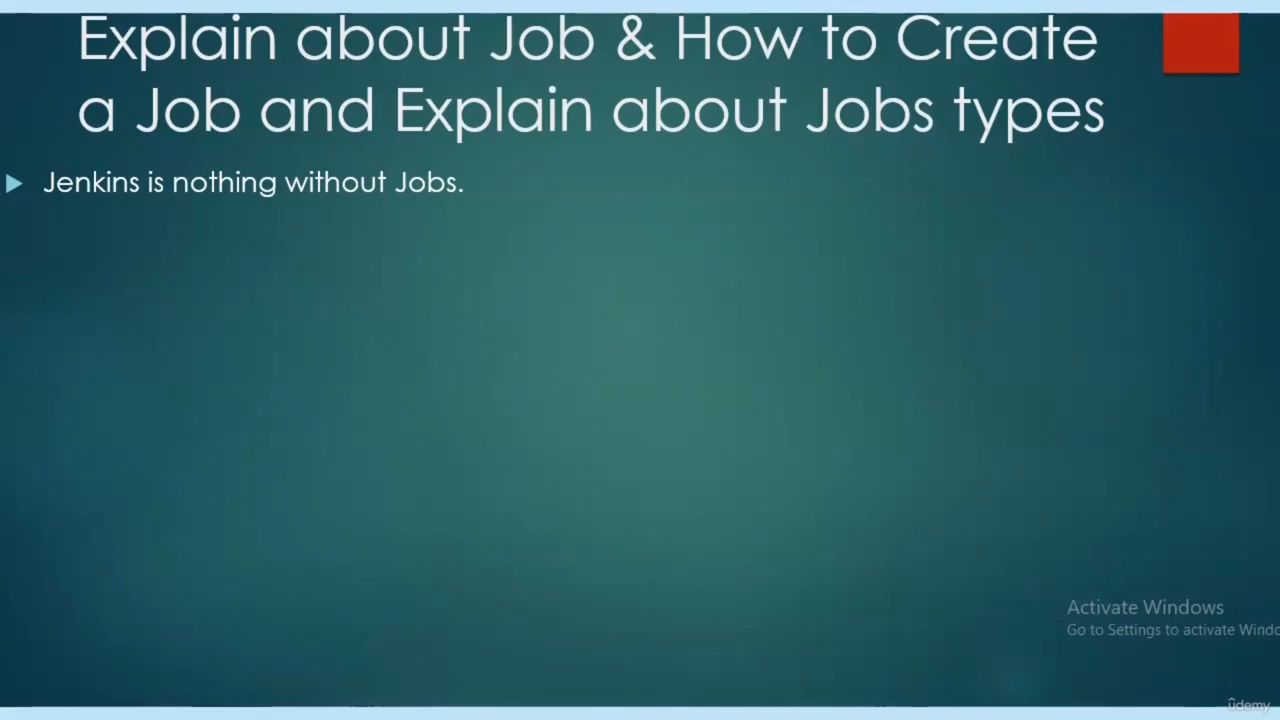 Explain about Job & How to Create
a Job and Explain about Jobs types
Jenkins is nothing without Jobs.
Activate Windows
Go to Settings to activate
udemy